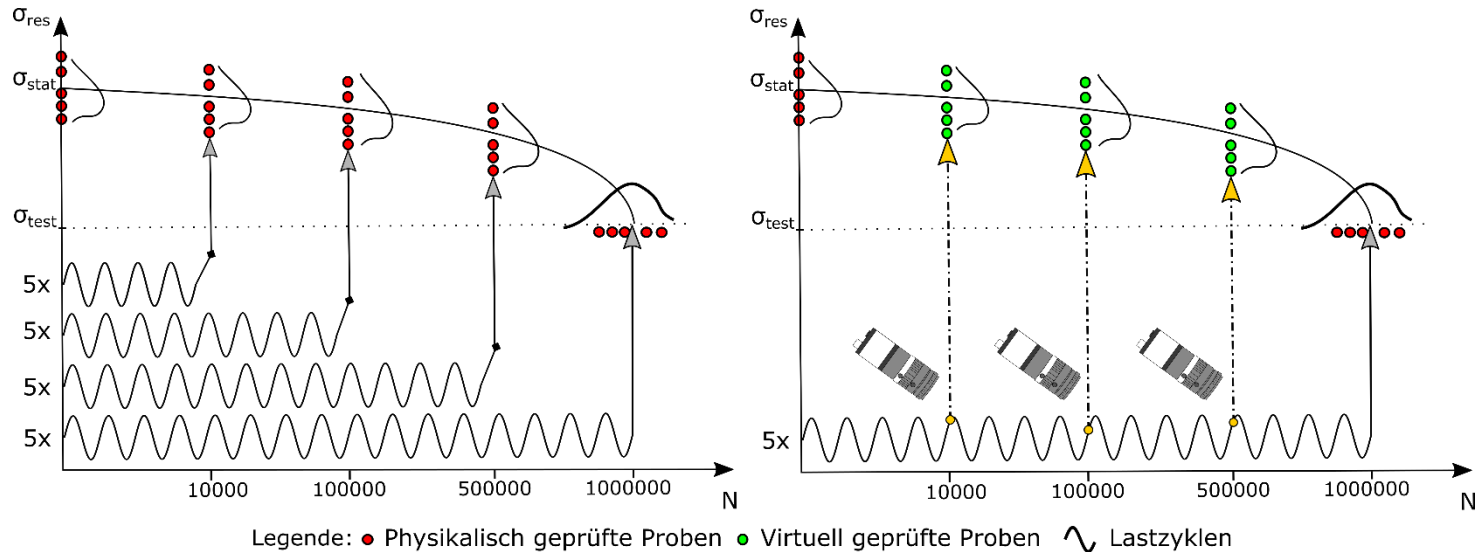 σres
σstat
σtest
5x
5x
5x
5x
10000
100000
500000
1000000
N
σres
σstat
σtest
5x
10000
100000
500000
1000000
N
Legende: Physikalisch geprüfte Proben Virtuell geprüfte Proben Lastzyklen